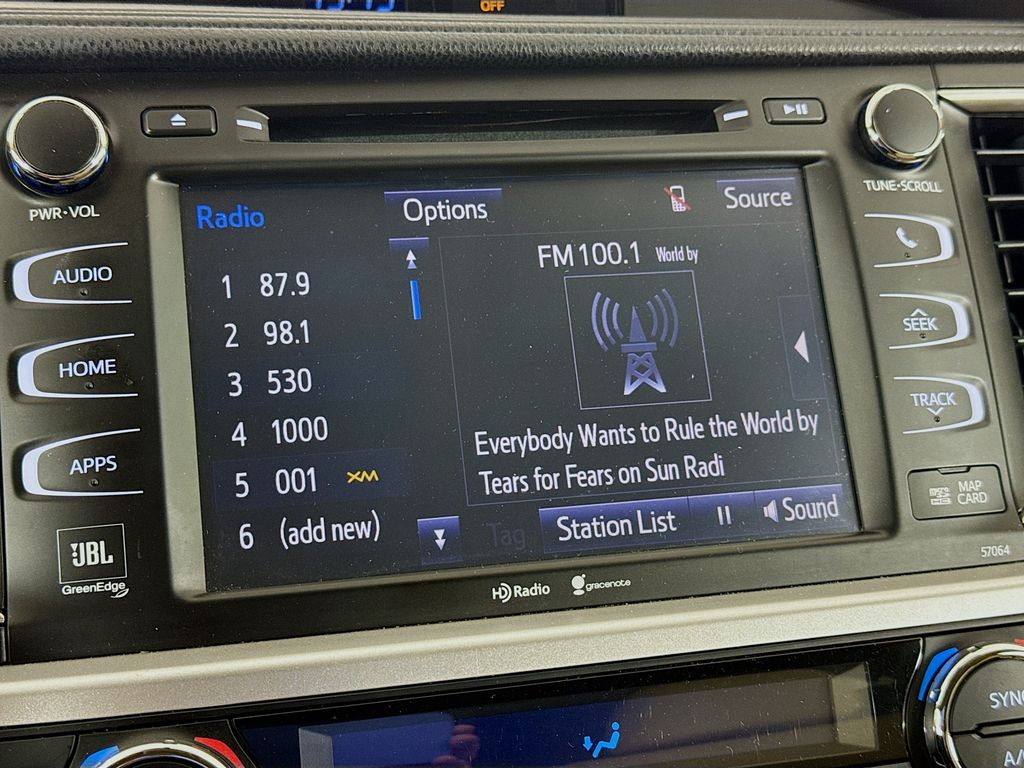 OFF
PWR•VOL
TUNE•SCROLL
AUDIO
HOME
APPS
JBL
GreenEdge
Radio
Options
Source
1 87.9
2 98.1
3 530
4 1000
5 001 XM
6 (add new)
FM 100.1 World by
Everybody Wants to Rule the World by
Tears for Fears on Sun Radi
Tag
Station List
Sound
SEEK
TRACK
MAP
CARD
57064
HD Radio
gracenote
SYNC
A/C